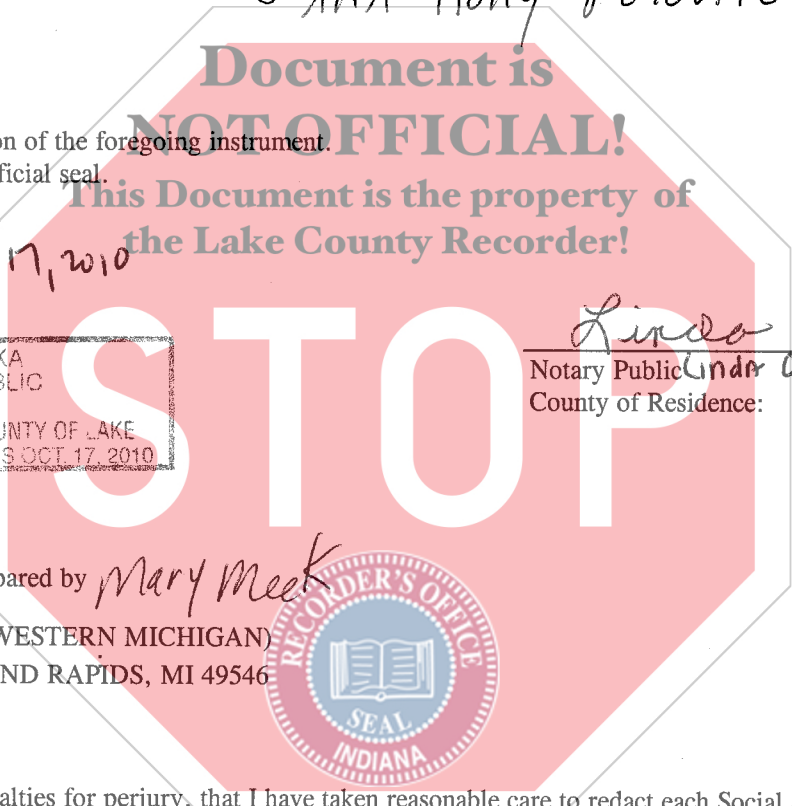 Document is
NOT OFFICIAL!
on of the foregoing instrument.
ficial seal.
This Document is the property of
the Lake County Recorder!
17, 2010
STOP
KA
BLIC
UNTY OF LAKE
S OCT. 17, 2010
Linda
Notary Public Linda
County of Residence:
pared by Mary Meek
WESTERN MICHIGAN)
ND RAPIDS, MI 49546
RECORDER'S OFFICE
SEAL
INDIANA
alties for perjury, that I have taken reasonable care to redact each Social